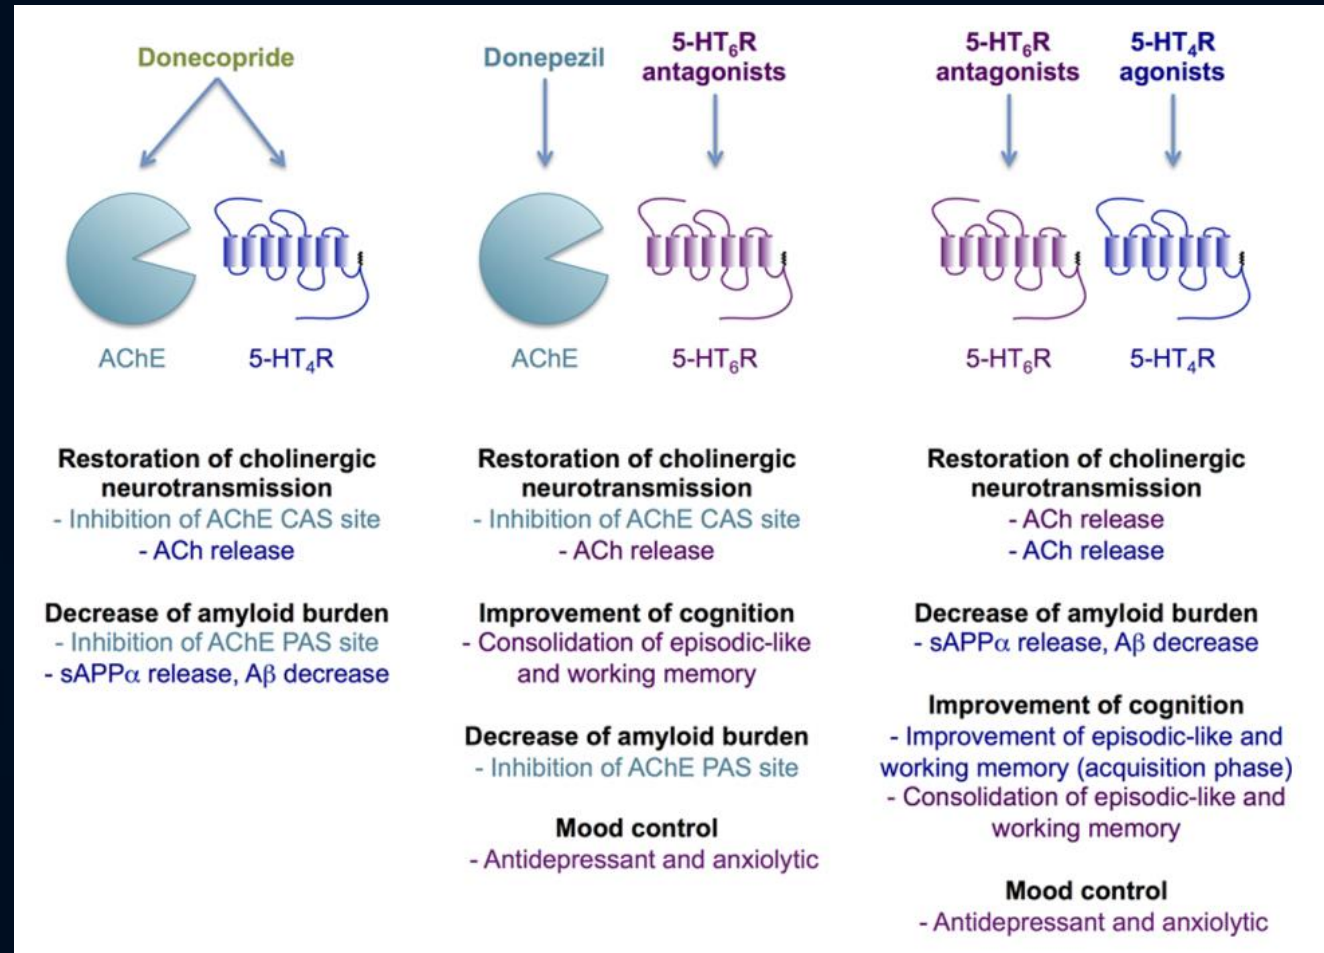 Donecopride
AChE
5-HT₄R
Restoration of cholinergic
neurotransmission
- Inhibition of AChE CAS site
- ACh release
Decrease of amyloid burden
- Inhibition of AChE PAS site
- sAPPα release, Aβ decrease
Donepezil
5-HT₆R
antagonists
AChE
5-HT₆R
Restoration of cholinergic
neurotransmission
- Inhibition of AChE CAS site
- ACh release
Improvement of cognition
- Consolidation of episodic-like
and working memory
Decrease of amyloid burden
- Inhibition of AChE PAS site
Mood control
- Antidepressant and anxiolytic
5-HT₆R
antagonists
5-HT₄R
agonists
5-HT₆R
5-HT₄R
Restoration of cholinergic
neurotransmission
- ACh release
- ACh release
Decrease of amyloid burden
- sAPPα release, Aβ decrease
Improvement of cognition
- Improvement of episodic-like and
working memory (acquisition phase)
- Consolidation of episodic-like and
working memory
Mood control
- Antidepressant and anxiolytic